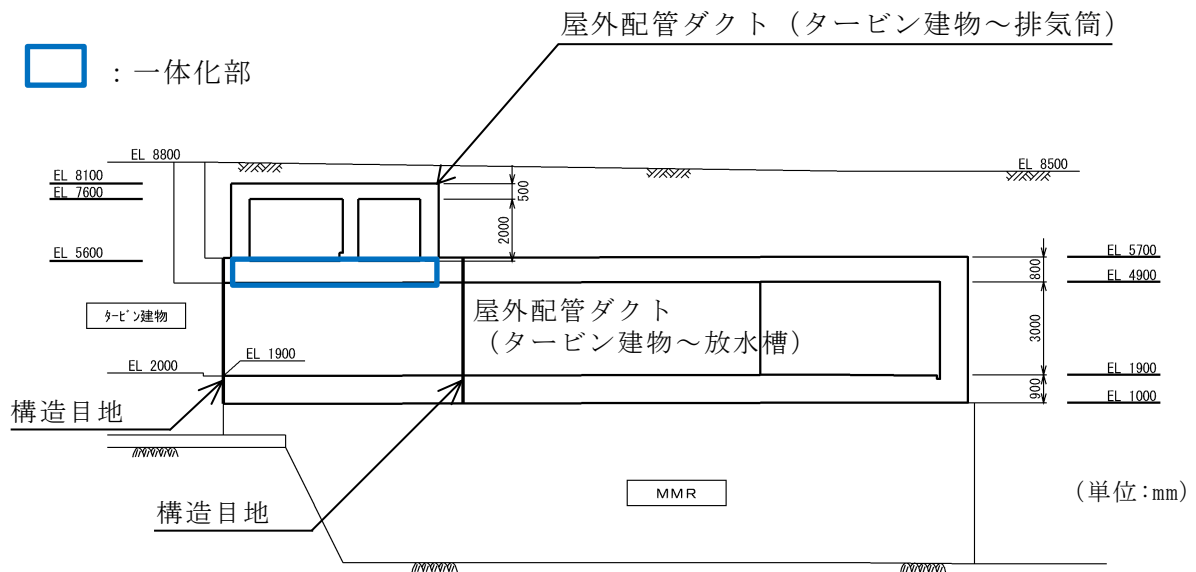 屋外配管ダクト（タービン建物～排気筒）
：一体化部
EL 8800
EL 8500
EL 8100
EL 7600
500
2000
EL 5600
EL 5700
800
EL 4900
屋外配管ダクト
（タービン建物～放水槽）
ﾀｰﾋﾞﾝ建物
3000
EL 1900
EL 2000
EL 1900
900
EL 1000
構造目地
MMR
（単位：mm）
構造目地